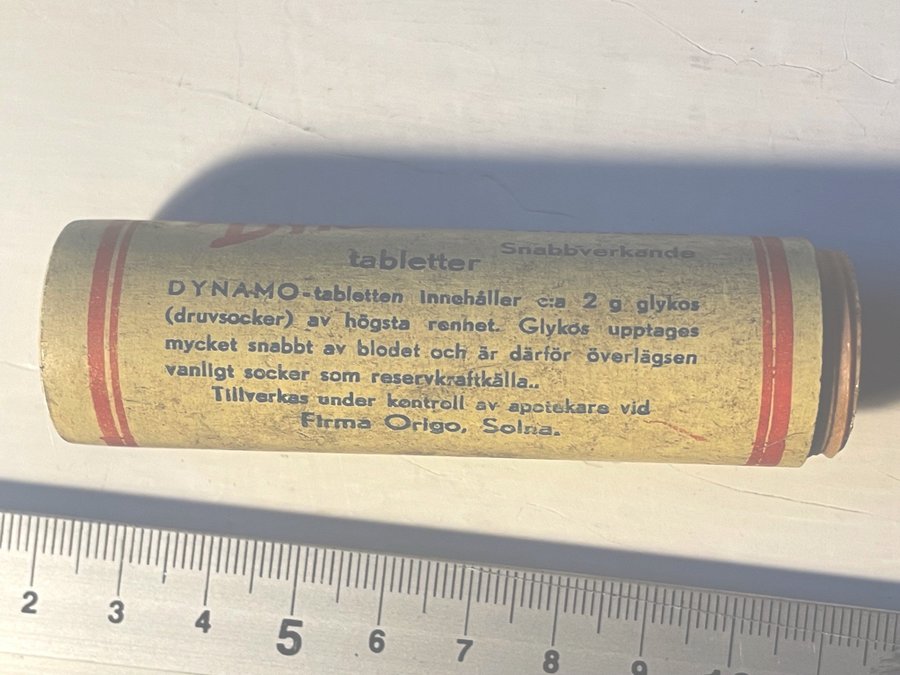 tabletter Snabbverkande
DYNAMO-tabletten innehåller c:a 2 g glykos
(druvsocker) av högsta renhet. Glykos upptages
mycket snabbt av blodet och är därför överlägsen
vanligt socker som reservkraftkälla..
Tillverkas under kontroll av apotekare vid
Firma Origo, Solna.
2 3 4 5 6 7 8 9